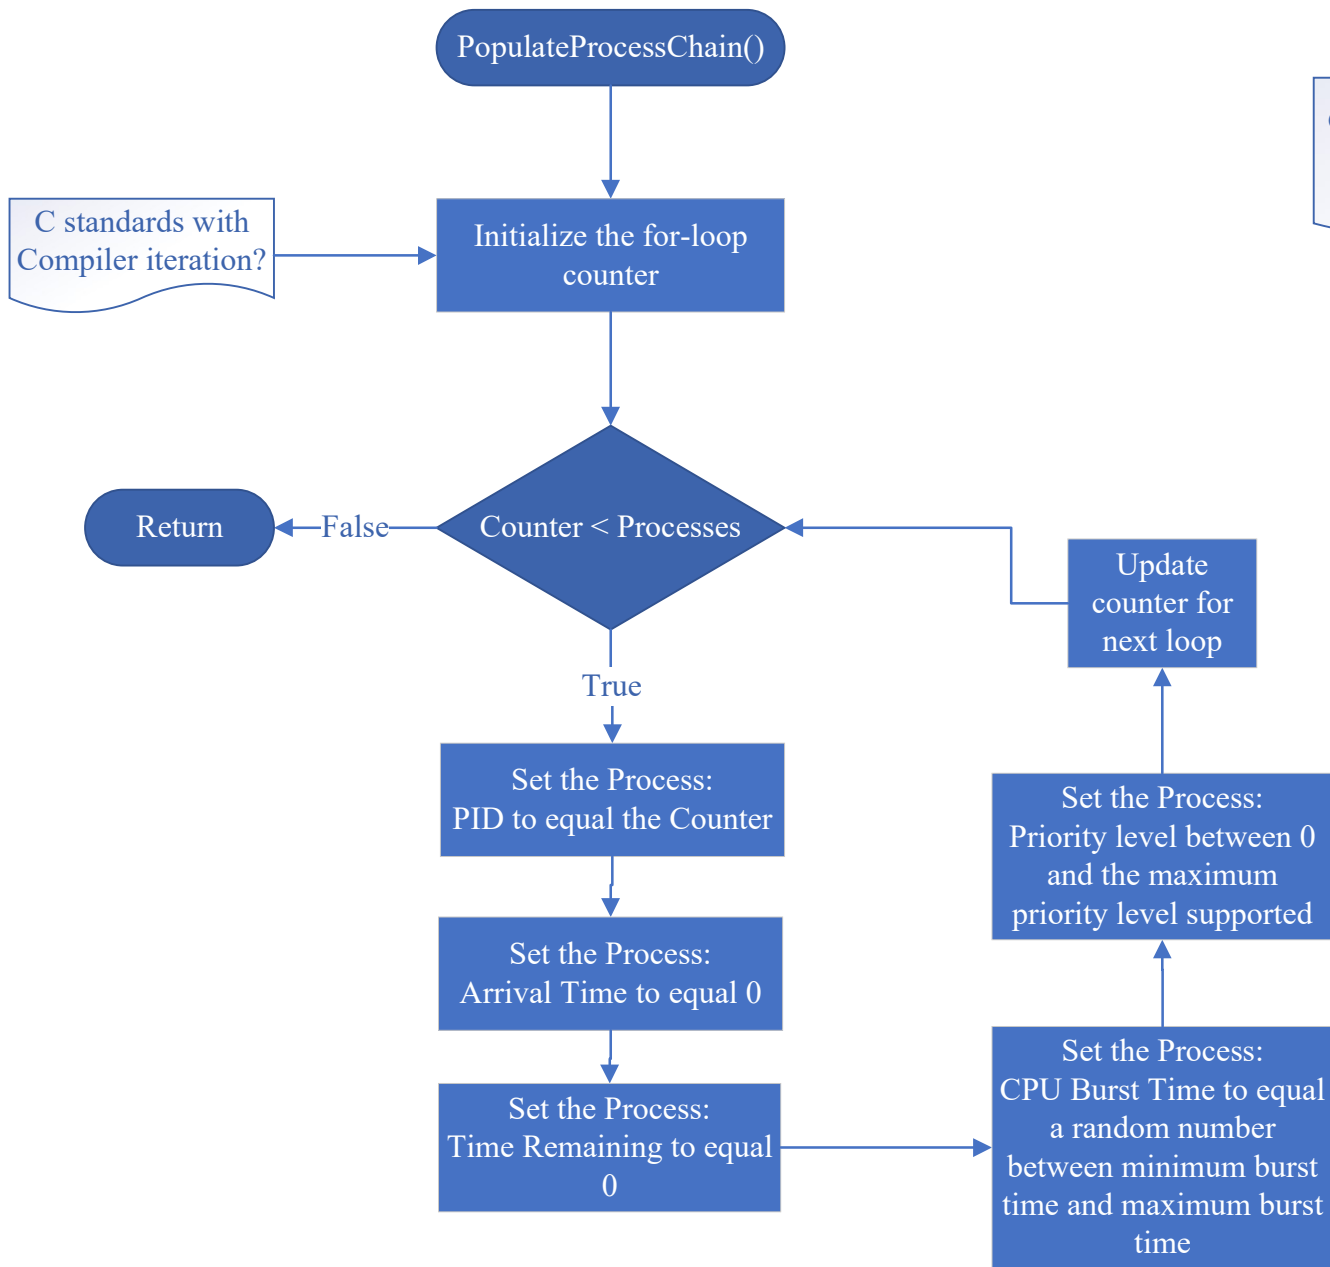 PopulateProcessChain()
C standards with
Compiler iteration?
Initialize the for-loop
counter
Counter < Processes
False
Return
True
Set the Process:
PID to equal the Counter
Set the Process:
Arrival Time to equal 0
Set the Process:
Time Remaining to equal
0
Set the Process:
CPU Burst Time to equal
a random number
between minimum burst
time and maximum burst
time
Set the Process:
Priority level between 0
and the maximum
priority level supported
Update
counter for
next loop